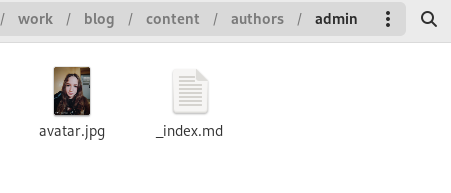 / work / blog / content / authors / admin
avatar.jpg
_index.md